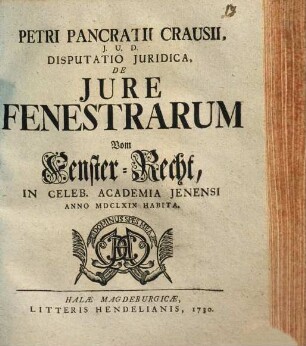 13
PETRI PANCRATII CRAUSII,
J. U. D.
DISPUTATIO JURIDICA,
DE
JURE
FENESTRARUM
Vom
Fenster-Recht,
IN CELEB. ACADEMIA JENENSI
ANNO MDCLXIX HABITA.
HALÆ MAGDEBURGICÆ,
LITTERIS HENDELIANIS, 1730.